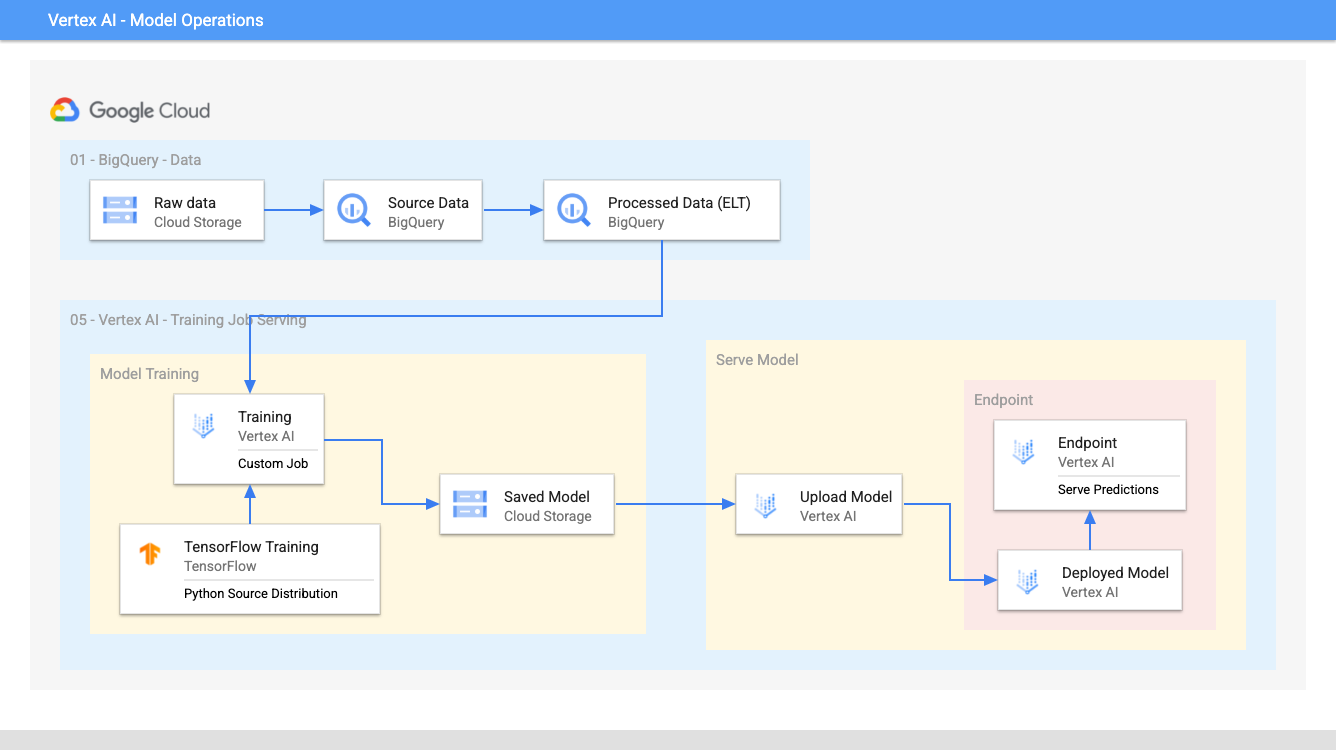 Vertex AI - Model Operations
Google Cloud
01 - BigQuery - Data
Raw data
Cloud Storage
Source Data
BigQuery
Processed Data (ELT)
BigQuery
05 - Vertex AI - Training Job Serving
Model Training
Training
Vertex AI
Custom Job
TensorFlow Training
TensorFlow
Python Source Distribution
Saved Model
Cloud Storage
Serve Model
Upload Model
Vertex AI
Endpoint
Endpoint
Vertex AI
Serve Predictions
Deployed Model
Vertex AI